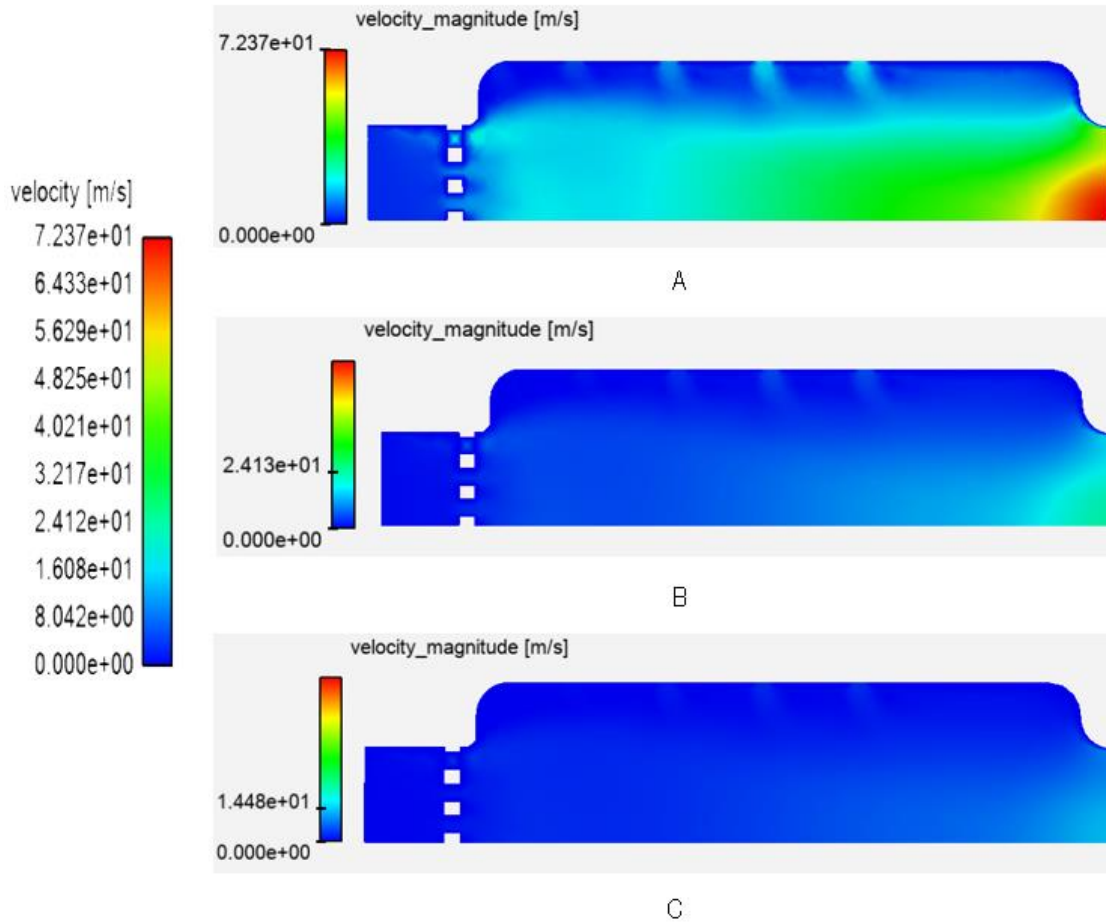 velocity_magnitude [m/s]
7.237e+01
0.000e+00
A
velocity [m/s]
7.237e+01
6.433e+01
5.629e+01
4.825e+01
4.021e+01
3.217e+01
2.412e+01
1.608e+01
8.042e+00
0.000e+00
velocity_magnitude [m/s]
2.413e+01
0.000e+00
B
velocity_magnitude [m/s]
1.448e+01
0.000e+00
C